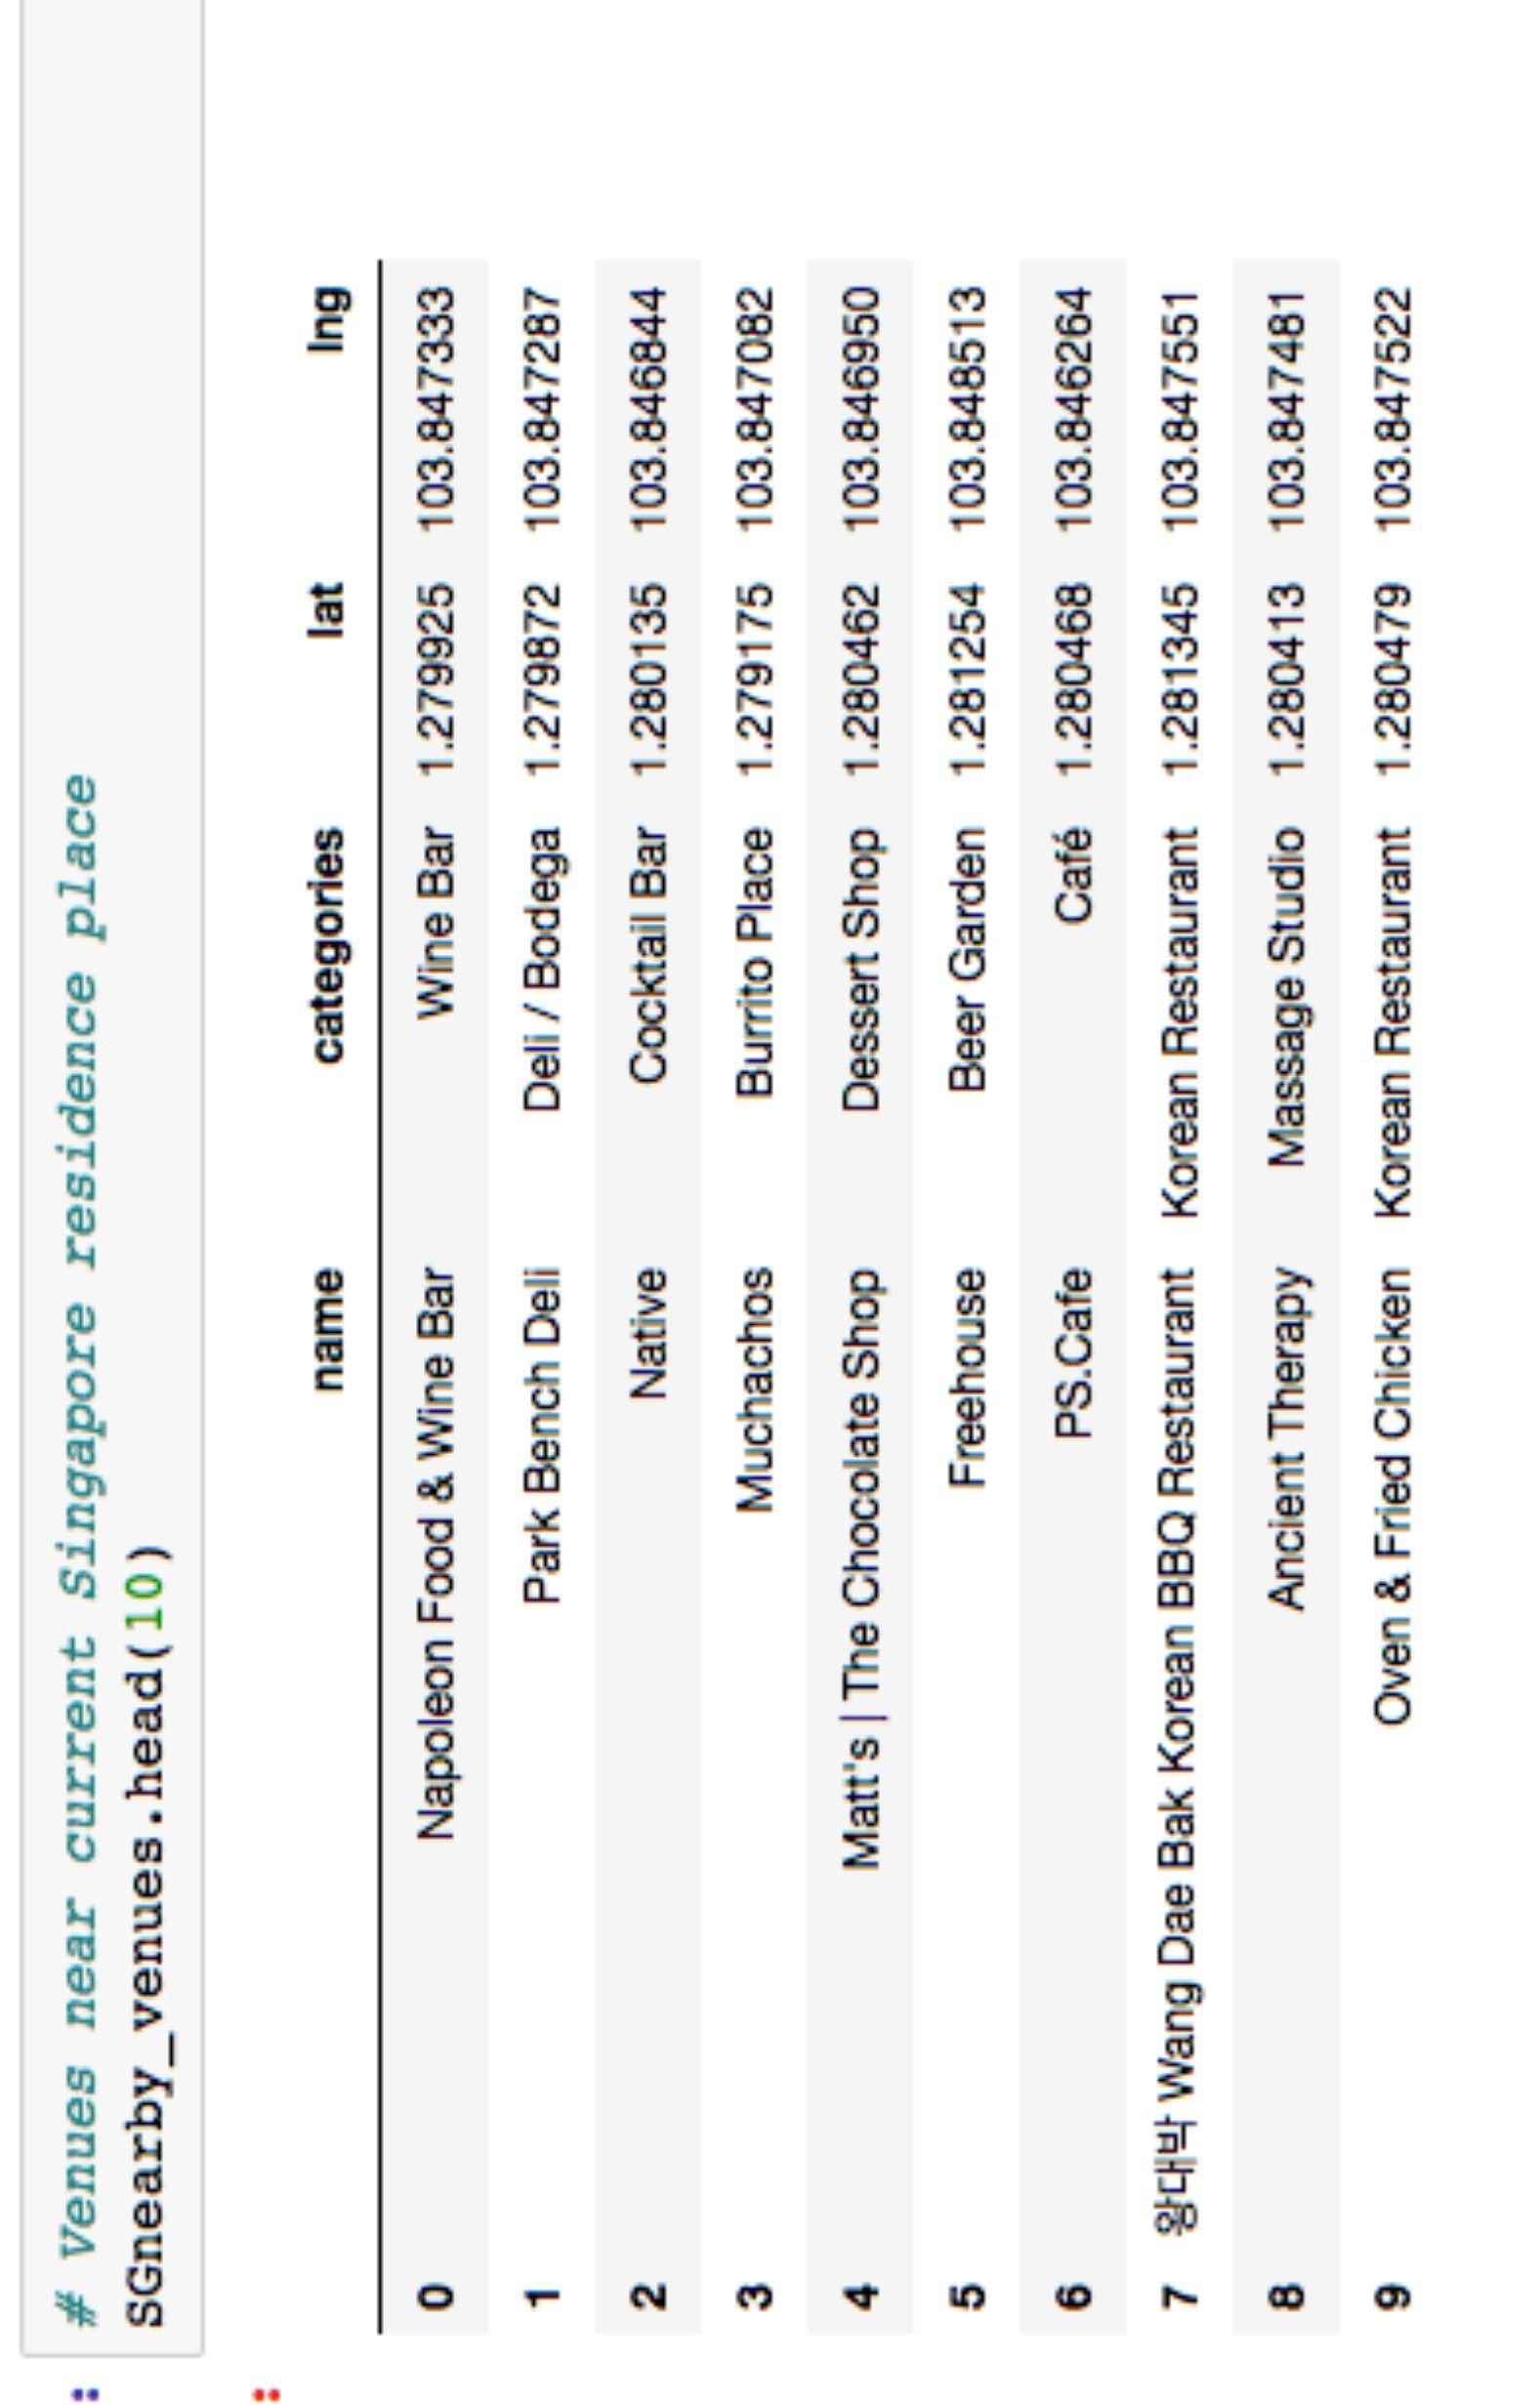 # Venues near current Singapore residence place
SGnearby_venues.head(10)
name categories lat lng
0 Napoleon Food & Wine Bar Wine Bar 1.279925 103.847333
1 Park Bench Deli Deli / Bodega 1.279872 103.847287
2 Native Cocktail Bar 1.280135 103.846844
3 Muchachos Burrito Place 1.279175 103.847082
4 Matt's | The Chocolate Shop Dessert Shop 1.280462 103.846950
5 Freehouse Beer Garden 1.281254 103.848513
6 PS.Cafe Café 1.280468 103.846264
7 왕대박 Wang Dae Bak Korean BBQ Restaurant Korean Restaurant 1.281345 103.847551
8 Ancient Therapy Massage Studio 1.280413 103.847481
9 Oven & Fried Chicken Korean Restaurant 1.280479 103.847522